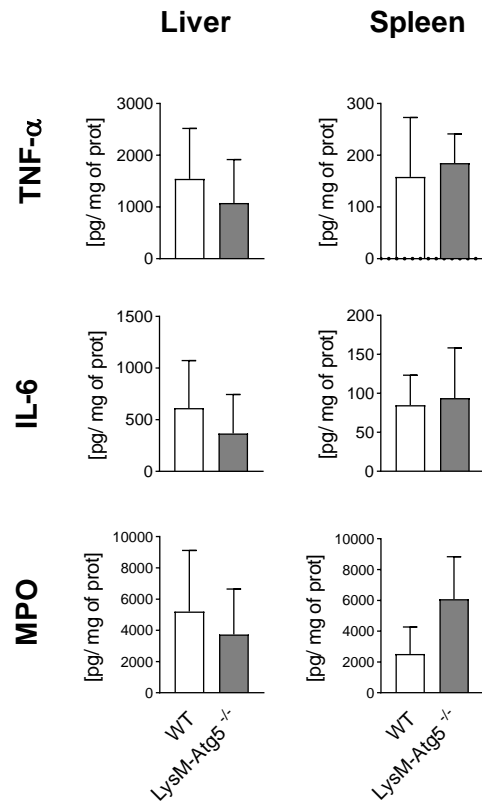 Liver Spleen
TNF-α
[pg/ mg of prot]
3000
2000
1000
0
[pg/ mg of prot]
300
200
100
0
IL-6
[pg/ mg of prot]
1500
1000
500
0
[pg/ mg of prot]
200
150
100
50
0
MPO
[pg/ mg of prot]
10000
8000
6000
4000
2000
0
[pg/ mg of prot]
10000
8000
6000
4000
2000
0
WT
LysM-Atg5 -/-
WT
LysM-Atg5 -/-